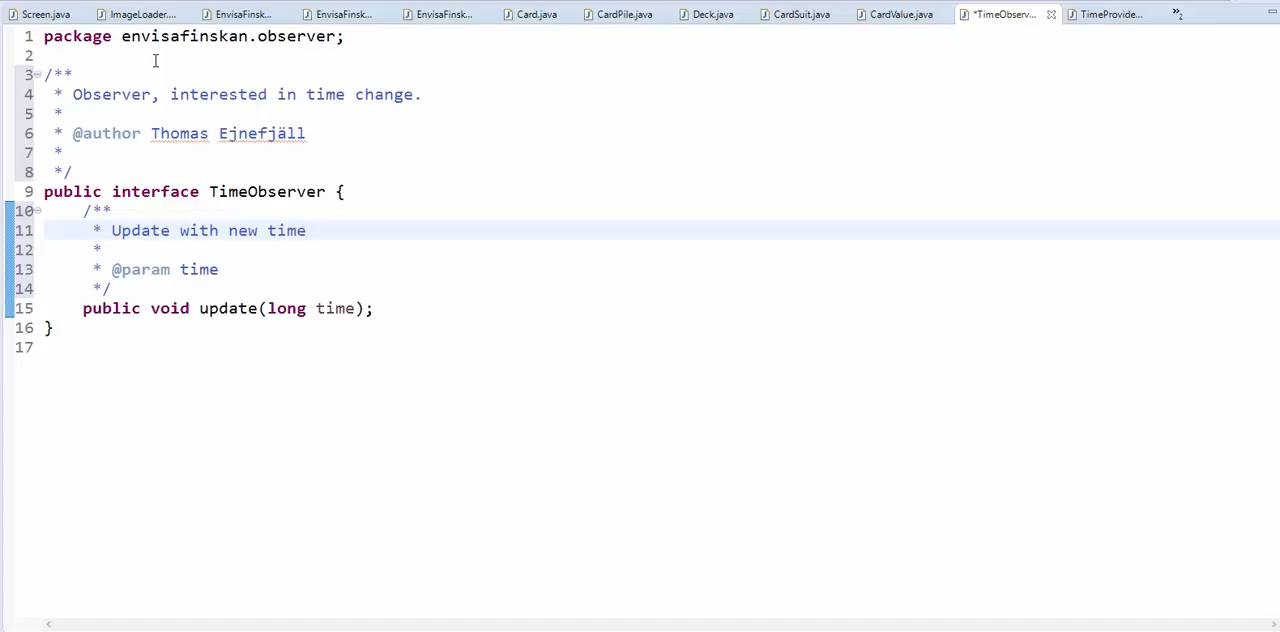 Screen.java ImageLoader.... EnvisaFinsk... EnvisaFinsk... EnvisaFinsk... Card.java CardPile.java Deck.java CardSuit.java CardValue.java *TimeObserv... TimeProvide... »2
1 package envisafinskan.observer;
2
3 /**
4 * Observer, interested in time change.
5 *
6 * @author Thomas Ejnefjäll
7 *
8 */
9 public interface TimeObserver {
10 /**
11 * Update with new time
12 *
13 * @param time
14 */
15 public void update(long time);
16 }
17